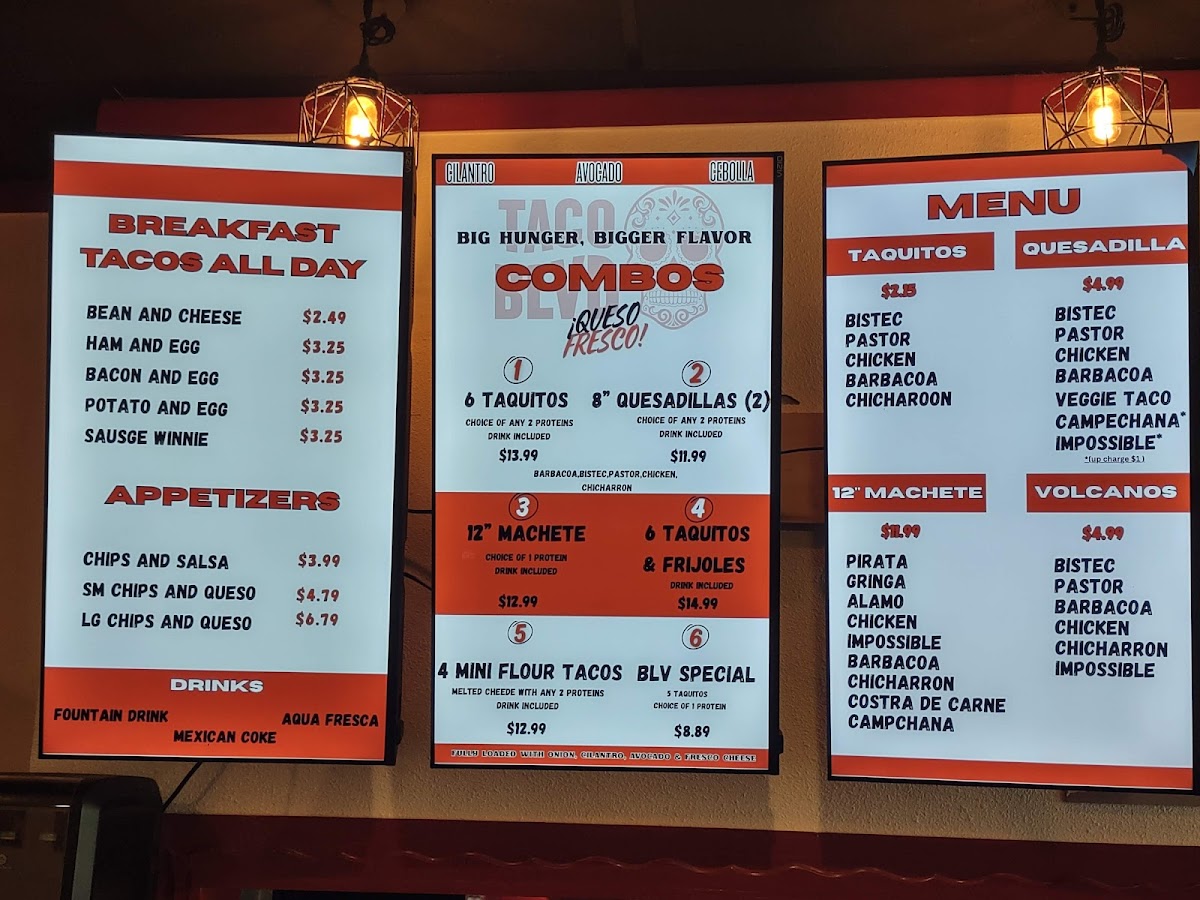 BREAKFAST
TACOS ALL DAY
BEAN AND CHEESE $2.49
HAM AND EGG $3.25
BACON AND EGG $3.25
POTATO AND EGG $3.25
SAUSGE WINNIE $3.25
APPETIZERS
CHIPS AND SALSA $3.99
SM CHIPS AND QUESO $4.79
LG CHIPS AND QUESO $6.79
DRINKS
FOUNTAIN DRINK AQUA FRESCA
MEXICAN COKE
CILANTRO AVOCADO CEBOLLA
TACO
BLVD
BIG HUNGER, BIGGER FLAVOR
COMBOS
¡QUESO
FRESCO!
1
6 TAQUITOS
CHOICE OF ANY 2 PROTEINS
DRINK INCLUDED
$13.99
2
8" QUESADILLAS (2)
CHOICE OF ANY 2 PROTEINS
DRINK INCLUDED
$11.99
BARBACOA,BISTEC,PASTOR,CHICKEN,
CHICHARRON
3
12" MACHETE
CHOICE OF 1 PROTEIN
DRINK INCLUDED
$12.99
4
6 TAQUITOS
& FRIJOLES
DRINK INCLUDED
$14.99
5
4 MINI FLOUR TACOS
MELTED CHEEDE WITH ANY 2 PROTEINS
DRINK INCLUDED
$12.99
6
BLV SPECIAL
5 TAQUITOS
CHOICE OF 1 PROTEIN
$8.89
FULLY LOADED WITH ONION, CILANTRO, AVOCADO & FRESCO CHEESE
VIZIO
MENU
TAQUITOS
$2.15
BISTEC
PASTOR
CHICKEN
BARBACOA
CHICHAROON
QUESADILLA
$4.99
BISTEC
PASTOR
CHICKEN
BARBACOA
VEGGIE TACO
CAMPECHANA*
IMPOSSIBLE*
*(up charge $1)
12" MACHETE
$11.99
PIRATA
GRINGA
ALAMO
CHICKEN
IMPOSSIBLE
BARBACOA
CHICHARRON
COSTRA DE CARNE
CAMPCHANA
VOLCANOS
$4.99
BISTEC
PASTOR
BARBACOA
CHICKEN
CHICHARRON
IMPOSSIBLE